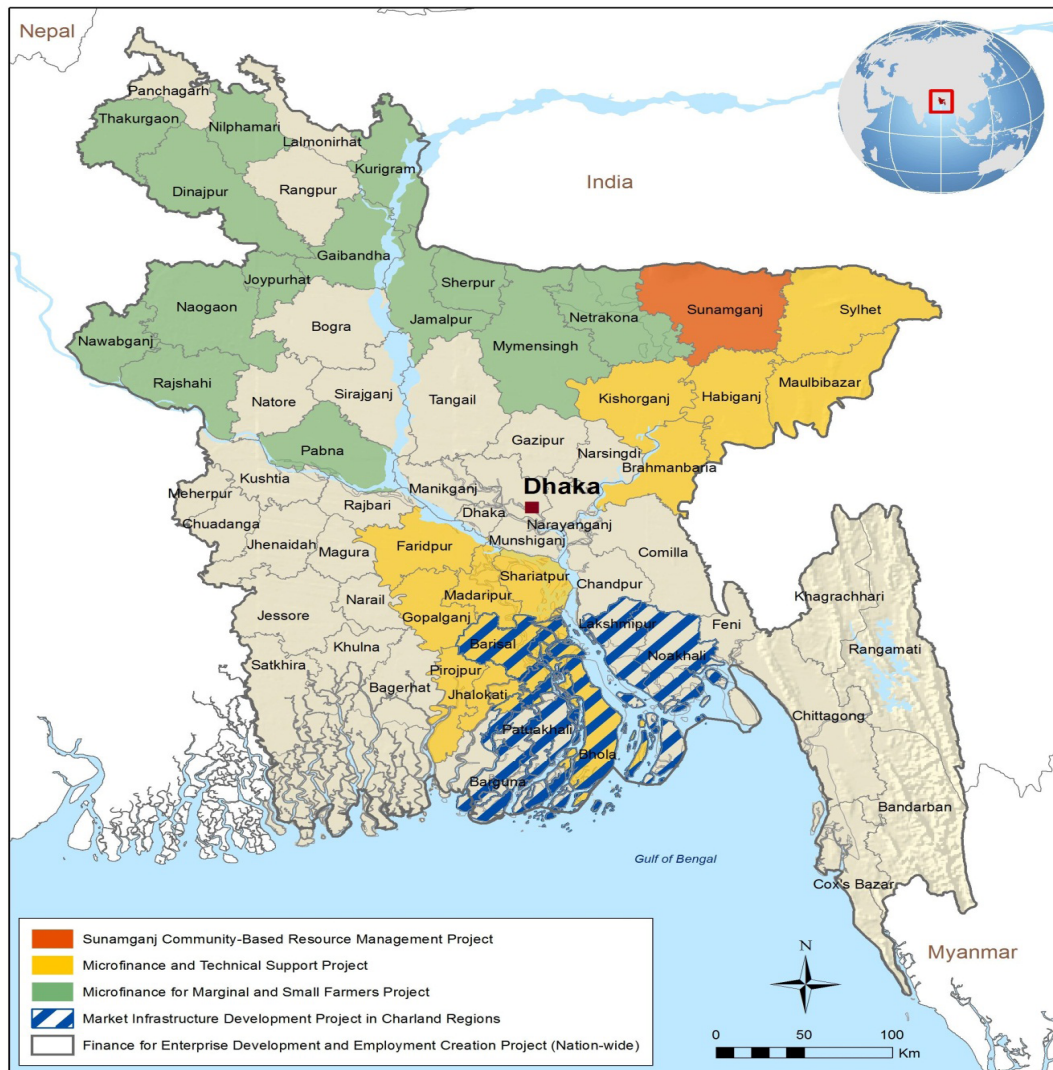 Nepal
Panchagarh
Thakurgaon
Nilphamari
Lalmonirhat
Kurigram
Dinajpur
Rangpur
India
Gaibandha
Joypurhat
Sherpur
Naogaon
Jamalpur
Netrakona
Sunamganj
Sylhet
Bogra
Nawabganj
Mymensingh
Rajshahi
Maulbibazar
Sirajganj
Natore
Tangail
Kishorganj
Habiganj
Gazipur
Pabna
Narsingdi
Brahmanbaria
Kushtia
Manikganj
Dhaka
Meherpur
Rajbari
Dhaka
Chuadanga
Narayanganj
Jhenaidah
Magura
Faridpur
Munshiganj
Comilla
Shariatpur
Chandpur
Madaripur
Khagrachhari
Narail
Jessore
Gopalganj
Lakshmipur
Feni
Khulna
Barisal
Noakhali
Rangamati
Satkhira
Pirojpur
Bagerhat
Jhalokati
Chittagong
Patuakhali
Bhola
Barguna
Bandarban
Gulf of Bengal
Cox's Bazar
Myanmar
Sunamganj Community-Based Resource Management Project
Microfinance and Technical Support Project
Microfinance for Marginal and Small Farmers Project
Market Infrastructure Development Project in Charland Regions
Finance for Enterprise Development and Employment Creation Project (Nation-wide)
N
0 50 100
Km